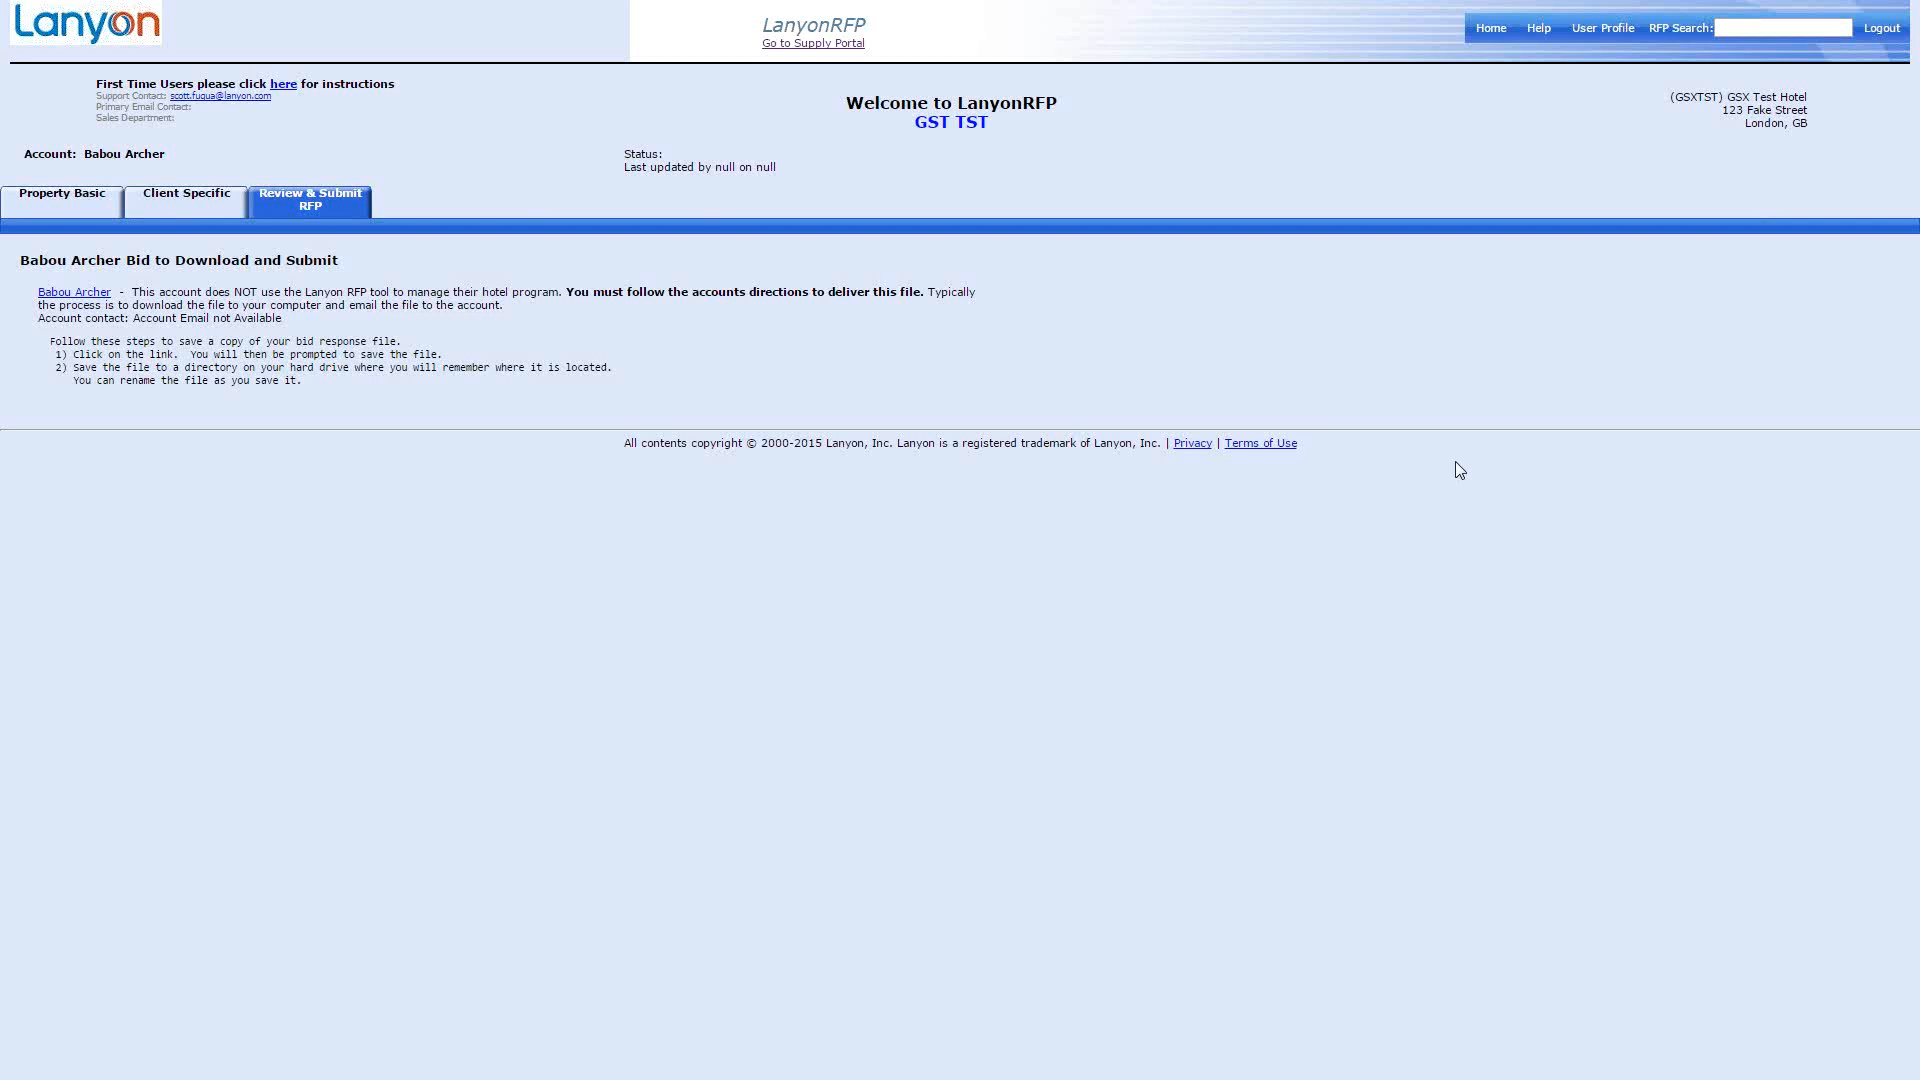 Lanyon
LanyonRFP
Go to Supply Portal
Home Help User Profile RFP Search: Logout
First Time Users please click here for instructions
Support Contact: scott.fuqua@lanyon.com
Primary Email Contact:
Sales Department:
Welcome to LanyonRFP
GST TST
(GSXTST) GSX Test Hotel
123 Fake Street
London, GB
Account: Babou Archer
Status:
Last updated by null on null
Property Basic
Client Specific
Review & Submit
RFP
Babou Archer Bid to Download and Submit
Babou Archer - This account does NOT use the Lanyon RFP tool to manage their hotel program. You must follow the accounts directions to deliver this file. Typically
the process is to download the file to your computer and email the file to the account.
Account contact: Account Email not Available
Follow these steps to save a copy of your bid response file.
1) Click on the link. You will then be prompted to save the file.
2) Save the file to a directory on your hard drive where you will remember where it is located.
You can rename the file as you save it.
All contents copyright © 2000-2015 Lanyon, Inc. Lanyon is a registered trademark of Lanyon, Inc. | Privacy | Terms of Use